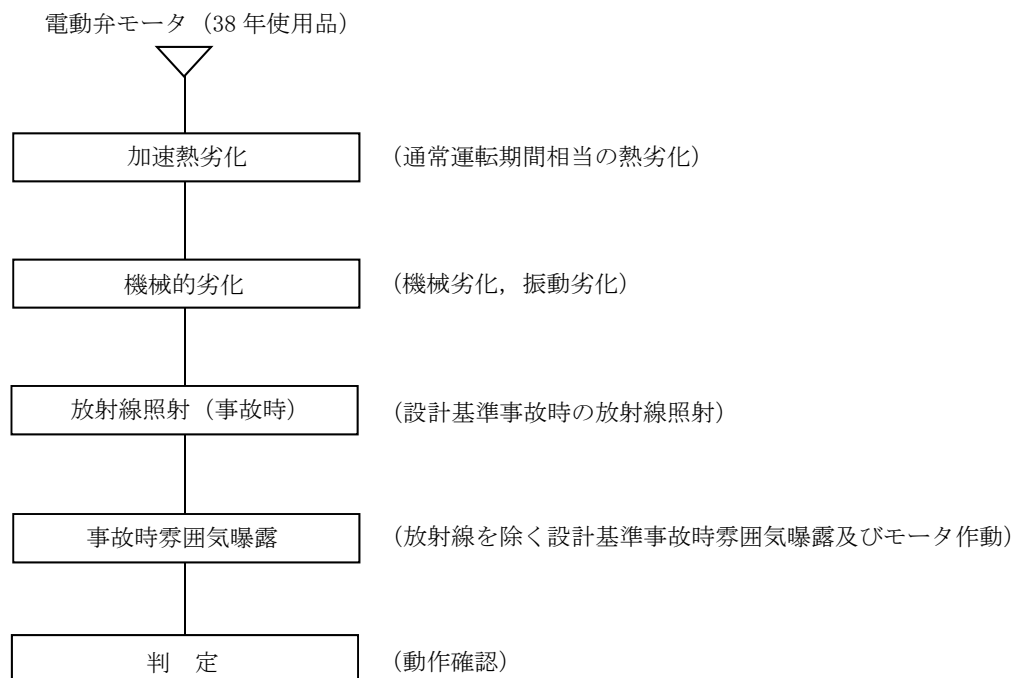 電動弁モータ（38 年使用品）
加速熱劣化 （通常運転期間相当の熱劣化）
機械的劣化 （機械劣化，振動劣化）
放射線照射（事故時） （設計基準事故時の放射線照射）
事故時雰囲気曝露 （放射線を除く設計基準事故時雰囲気曝露及びモータ作動）
判　定 （動作確認）